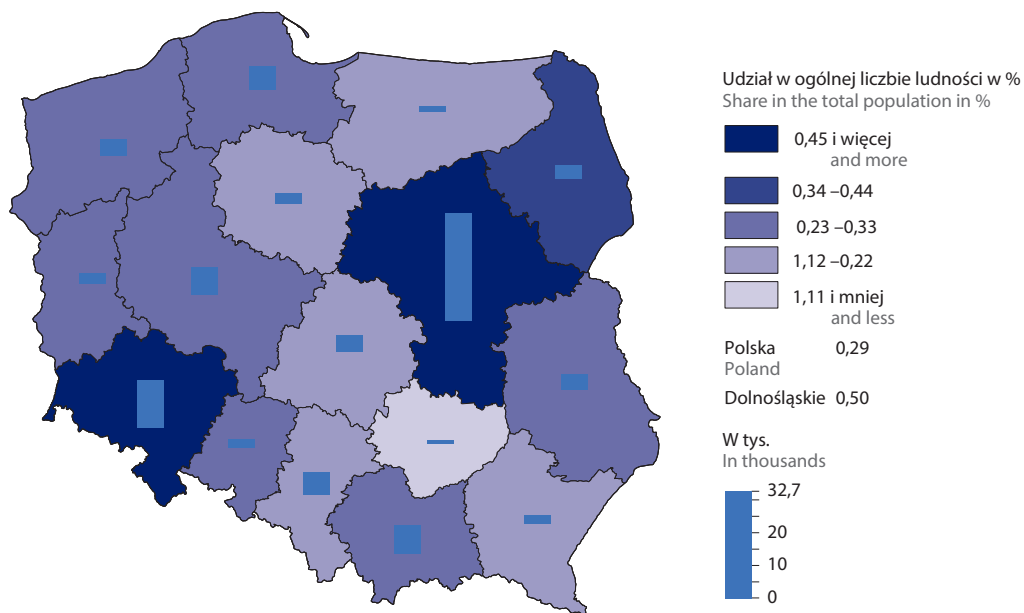 Udział w ogólnej liczbie ludności w %
Share in the total population in %
0,45 i więcej
and more
0,34 –0,44
0,23 –0,33
1,12 –0,22
1,11 i mniej
and less
Polska 0,29
Poland
Dolnośląskie 0,50
W tys.
In thousands
32,7
20
10
0